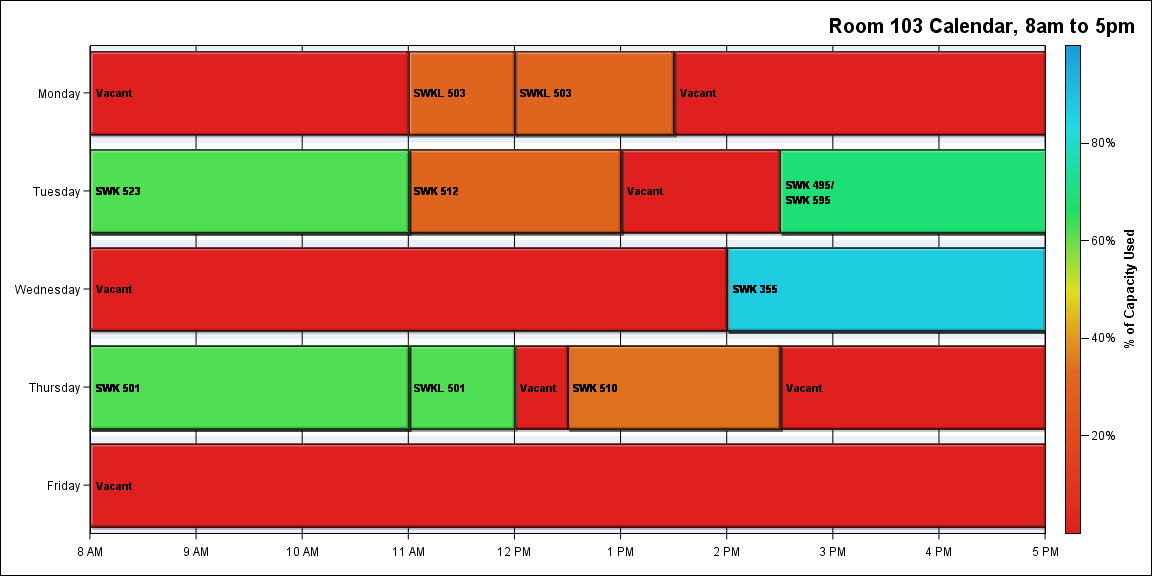 Room 103 Calendar, 8am to 5pm
Monday
Vacant
SWKL 503
SWKL 503
Vacant
Tuesday
SWK 523
SWK 512
Vacant
SWK 495/
SWK 595
Wednesday
Vacant
SWK 355
Thursday
SWK 501
SWKL 501
Vacant
SWK 510
Vacant
Friday
Vacant
8 AM
9 AM
10 AM
11 AM
12 PM
1 PM
2 PM
3 PM
4 PM
5 PM
80%
60%
40%
20%
% of Capacity Used